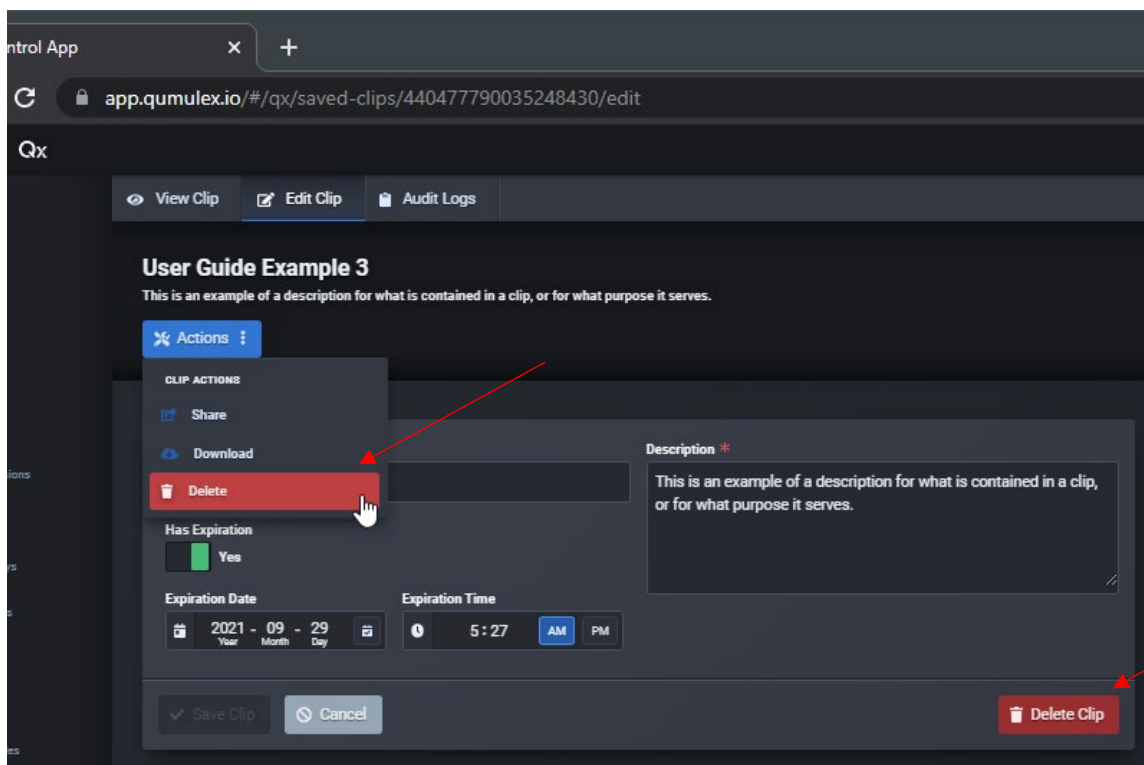 ntrol App
app.qumulex.io/#/qx/saved-clips/440477790035248430/edit
Qx
View Clip Edit Clip Audit Logs
User Guide Example 3
This is an example of a description for what is contained in a clip, or for what purpose it serves.
Actions
CLIP ACTIONS
Share
Download
Delete
Description *
This is an example of a description for what is contained in a clip,
or for what purpose it serves.
ions
Has Expiration
Yes
ys
Expiration Date Expiration Time
s
2021 - 09 - 29 5:27 AM PM
Year Month Day
Save Clip Cancel Delete Clip
es